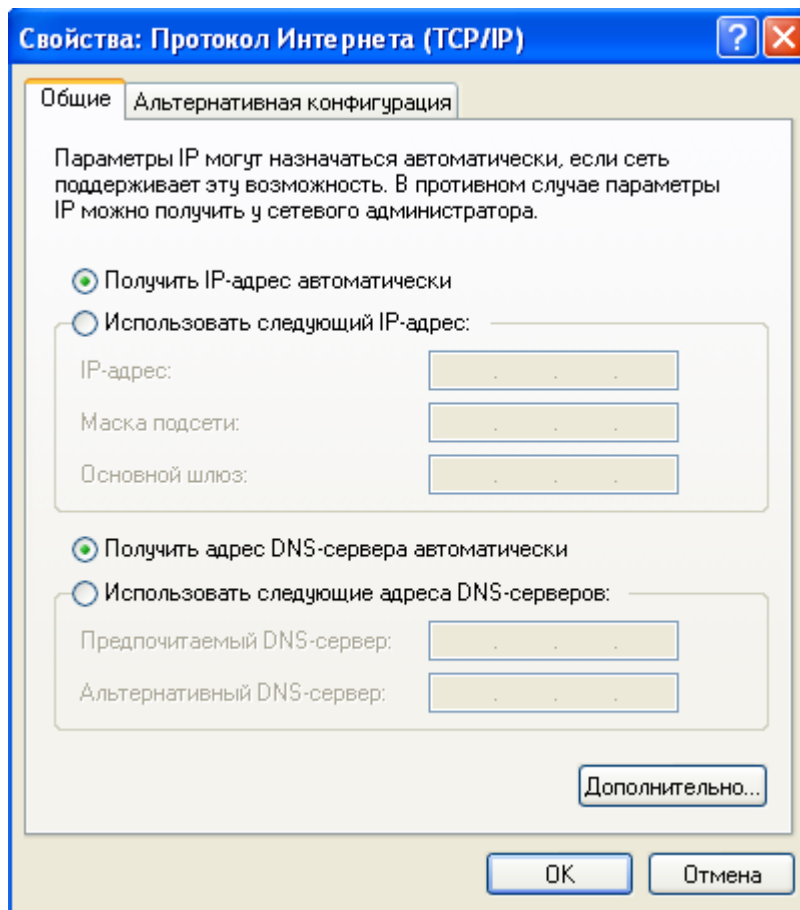 Свойства: Протокол Интернета (TCP/IP)
?
Общие
Альтернативная конфигурация
Параметры IP могут назначаться автоматически, если сеть
поддерживает эту возможность. В противном случае параметры
IP можно получить у сетевого администратора.
Получить IP-адрес автоматически
Использовать следующий IP-адрес:
IP-адрес:
Маска подсети:
Основной шлюз:
Получить адрес DNS-сервера автоматически
Использовать следующие адреса DNS-серверов:
Предпочитаемый DNS-сервер:
Альтернативный DNS-сервер:
Дополнительно...
OK
Отмена